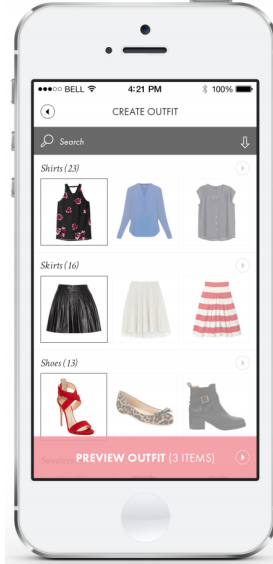 BELL 4:21 PM 100%
CREATE OUTFIT
Search
Shirts (23)
Skirts (16)
Shoes (13)
PREVIEW OUTFIT (3 ITEMS)